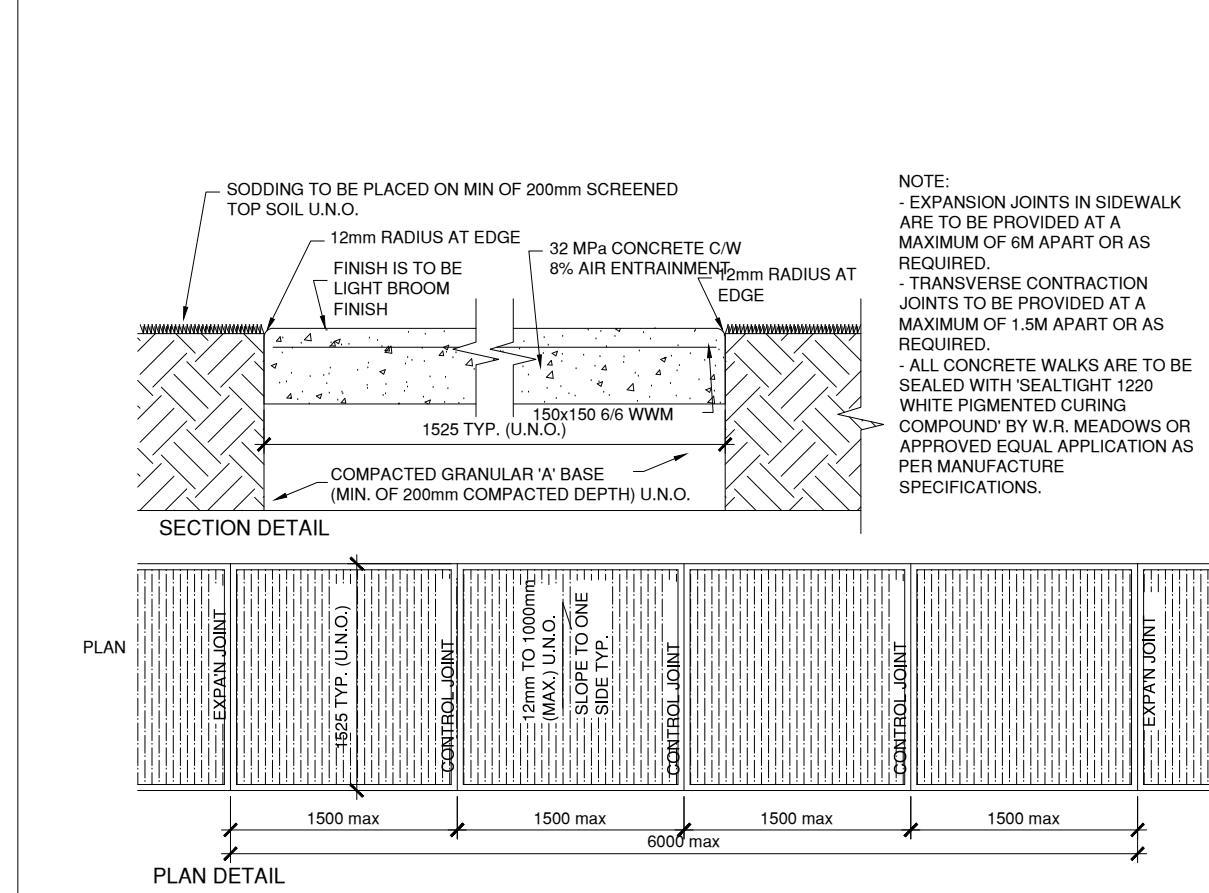 SODDING TO BE PLACED ON MIN OF 200mm SCREENED
TOP SOIL U.N.O.
12mm RADIUS AT EDGE
FINISH IS TO BE
LIGHT BROOM
FINISH
32 MPa CONCRETE C/W
8% AIR ENTRAINMENT
12mm RADIUS AT
EDGE
150x150 6/6 WWM
1525 TYP. (U.N.O.)
COMPACTED GRANULAR 'A' BASE
(MIN. OF 200mm COMPACTED DEPTH) U.N.O.
SECTION DETAIL
NOTE:
- EXPANSION JOINTS IN SIDEWALK
ARE TO BE PROVIDED AT A
MAXIMUM OF 6M APART OR AS
REQUIRED.
- TRANSVERSE CONTRACTION
JOINTS TO BE PROVIDED AT A
MAXIMUM OF 1.5M APART OR AS
REQUIRED.
- ALL CONCRETE WALKS ARE TO BE
SEALED WITH 'SEALTIGHT 1220
WHITE PIGMENTED CURING
COMPOUND' BY W.R. MEADOWS OR
APPROVED EQUAL APPLICATION AS
PER MANUFACTURE
SPECIFICATIONS.
PLAN
EXPA'N JOINT
1525 TYP. (U.N.O.)
CONTROL JOINT
12mm TO 1000mm
(MAX.) U.N.O.
SLOPE TO ONE
SIDE TYP.
CONTROL JOINT
CONTROL JOINT
EXPAN JOINT
1500 max
1500 max
1500 max
1500 max
6000 max
PLAN DETAIL